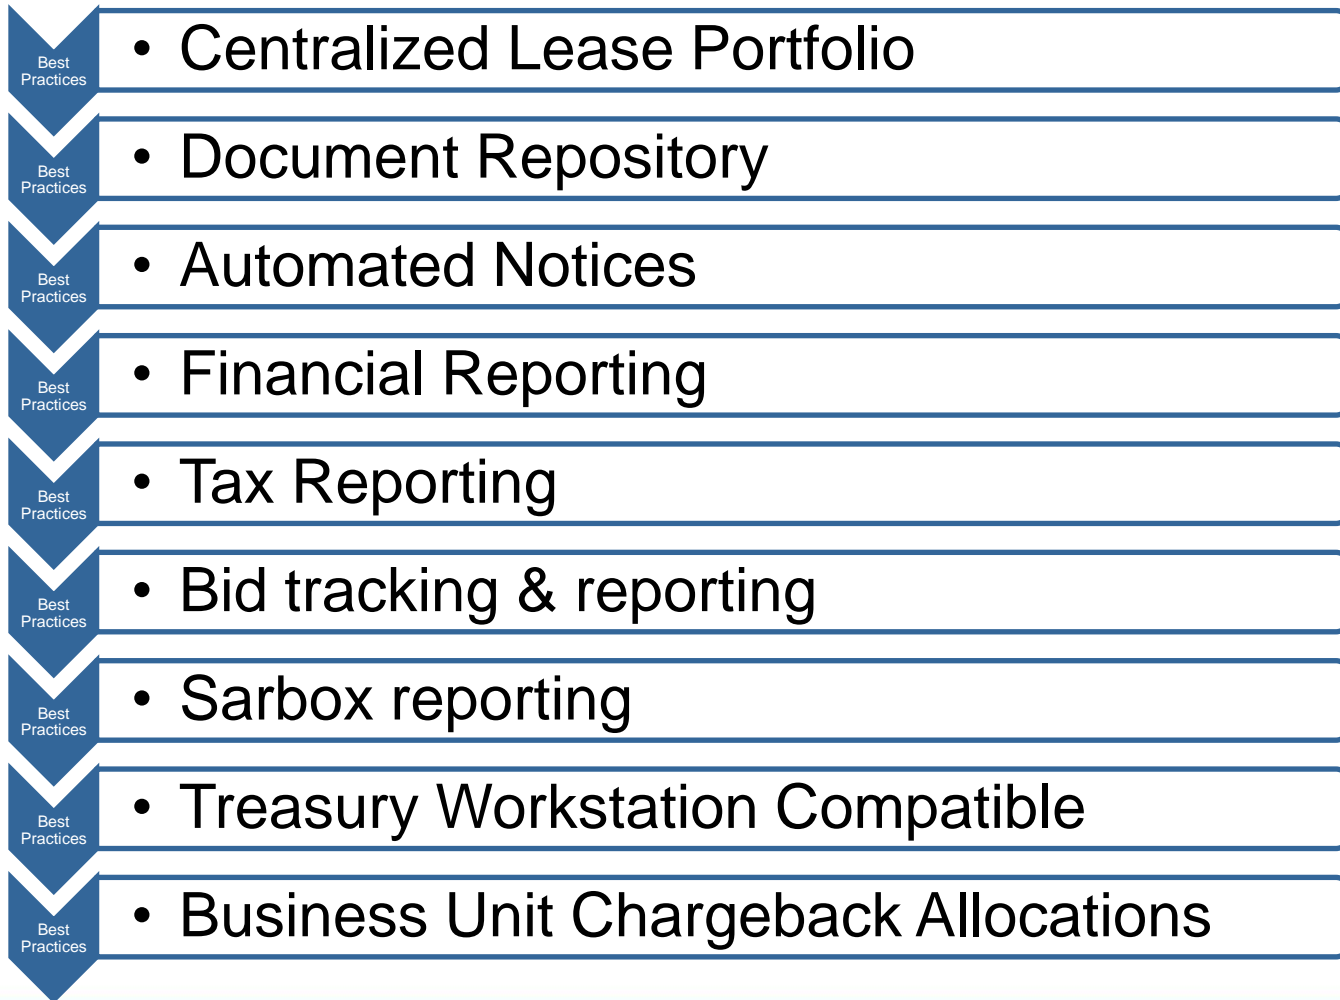 Best
Practices
• Centralized Lease Portfolio
Best
Practices
• Document Repository
Best
Practices
• Automated Notices
Best
Practices
• Financial Reporting
Best
Practices
• Tax Reporting
Best
Practices
• Bid tracking & reporting
Best
Practices
• Sarbox reporting
Best
Practices
• Treasury Workstation Compatible
Best
Practices
• Business Unit Chargeback Allocations